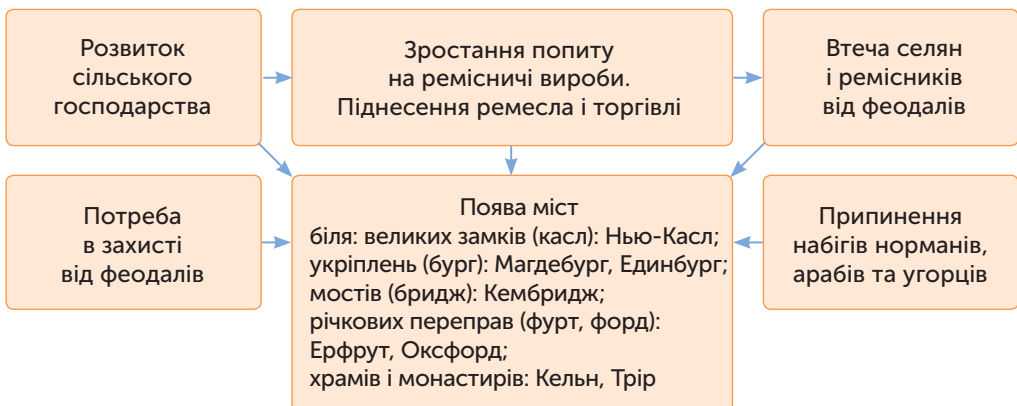 Розвиток
сільського
господарства
Зростання попиту
на ремісничі вироби.
Піднесення ремесла і торгівлі
Втеча селян
і ремісників
від феодалів
Потреба
в захисті
від феодалів
Поява міст
біля: великих замків (касл): Нью-Касл;
укріплень (бург): Магдебург, Единбург;
мостів (бридж): Кембридж;
річкових переправ (фурт, форд):
Ерфрут, Оксфорд;
храмів і монастирів: Кельн, Трір
Припинення
набігів норманів,
арабів та угорців